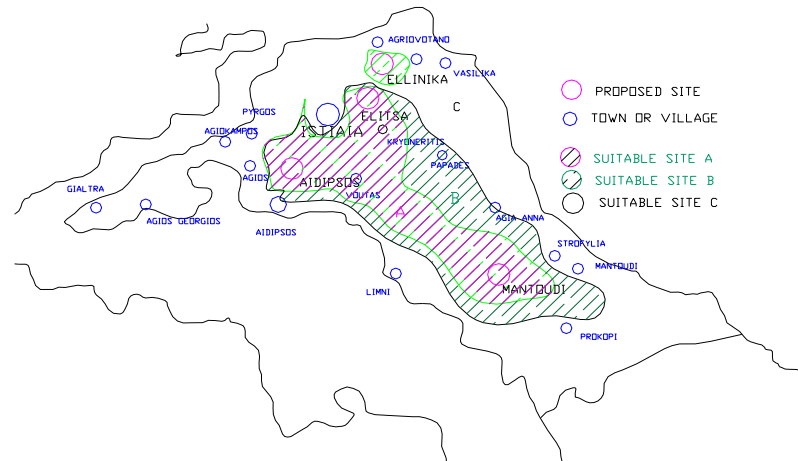 AGRIOVOTANO
VASILIKA
ELLINIKA
C
PROPOSED SITE
PYRGOS
ELITSA
TOWN OR VILLAGE
AGIOKAMPOS
ISTIAIA
KRYONERITIS
PAPADES
SUITABLE SITE A
AGIOS
AIDIPSOS
SUITABLE SITE B
GIALTRA
VOUTAS
B
SUITABLE SITE C
AGIOS GEORGIOS
A
AGIA ANNA
AIDIPSOS
STROFYLIA
MANTOUDI
LIMNI
MANTOUDI
PROKOPI